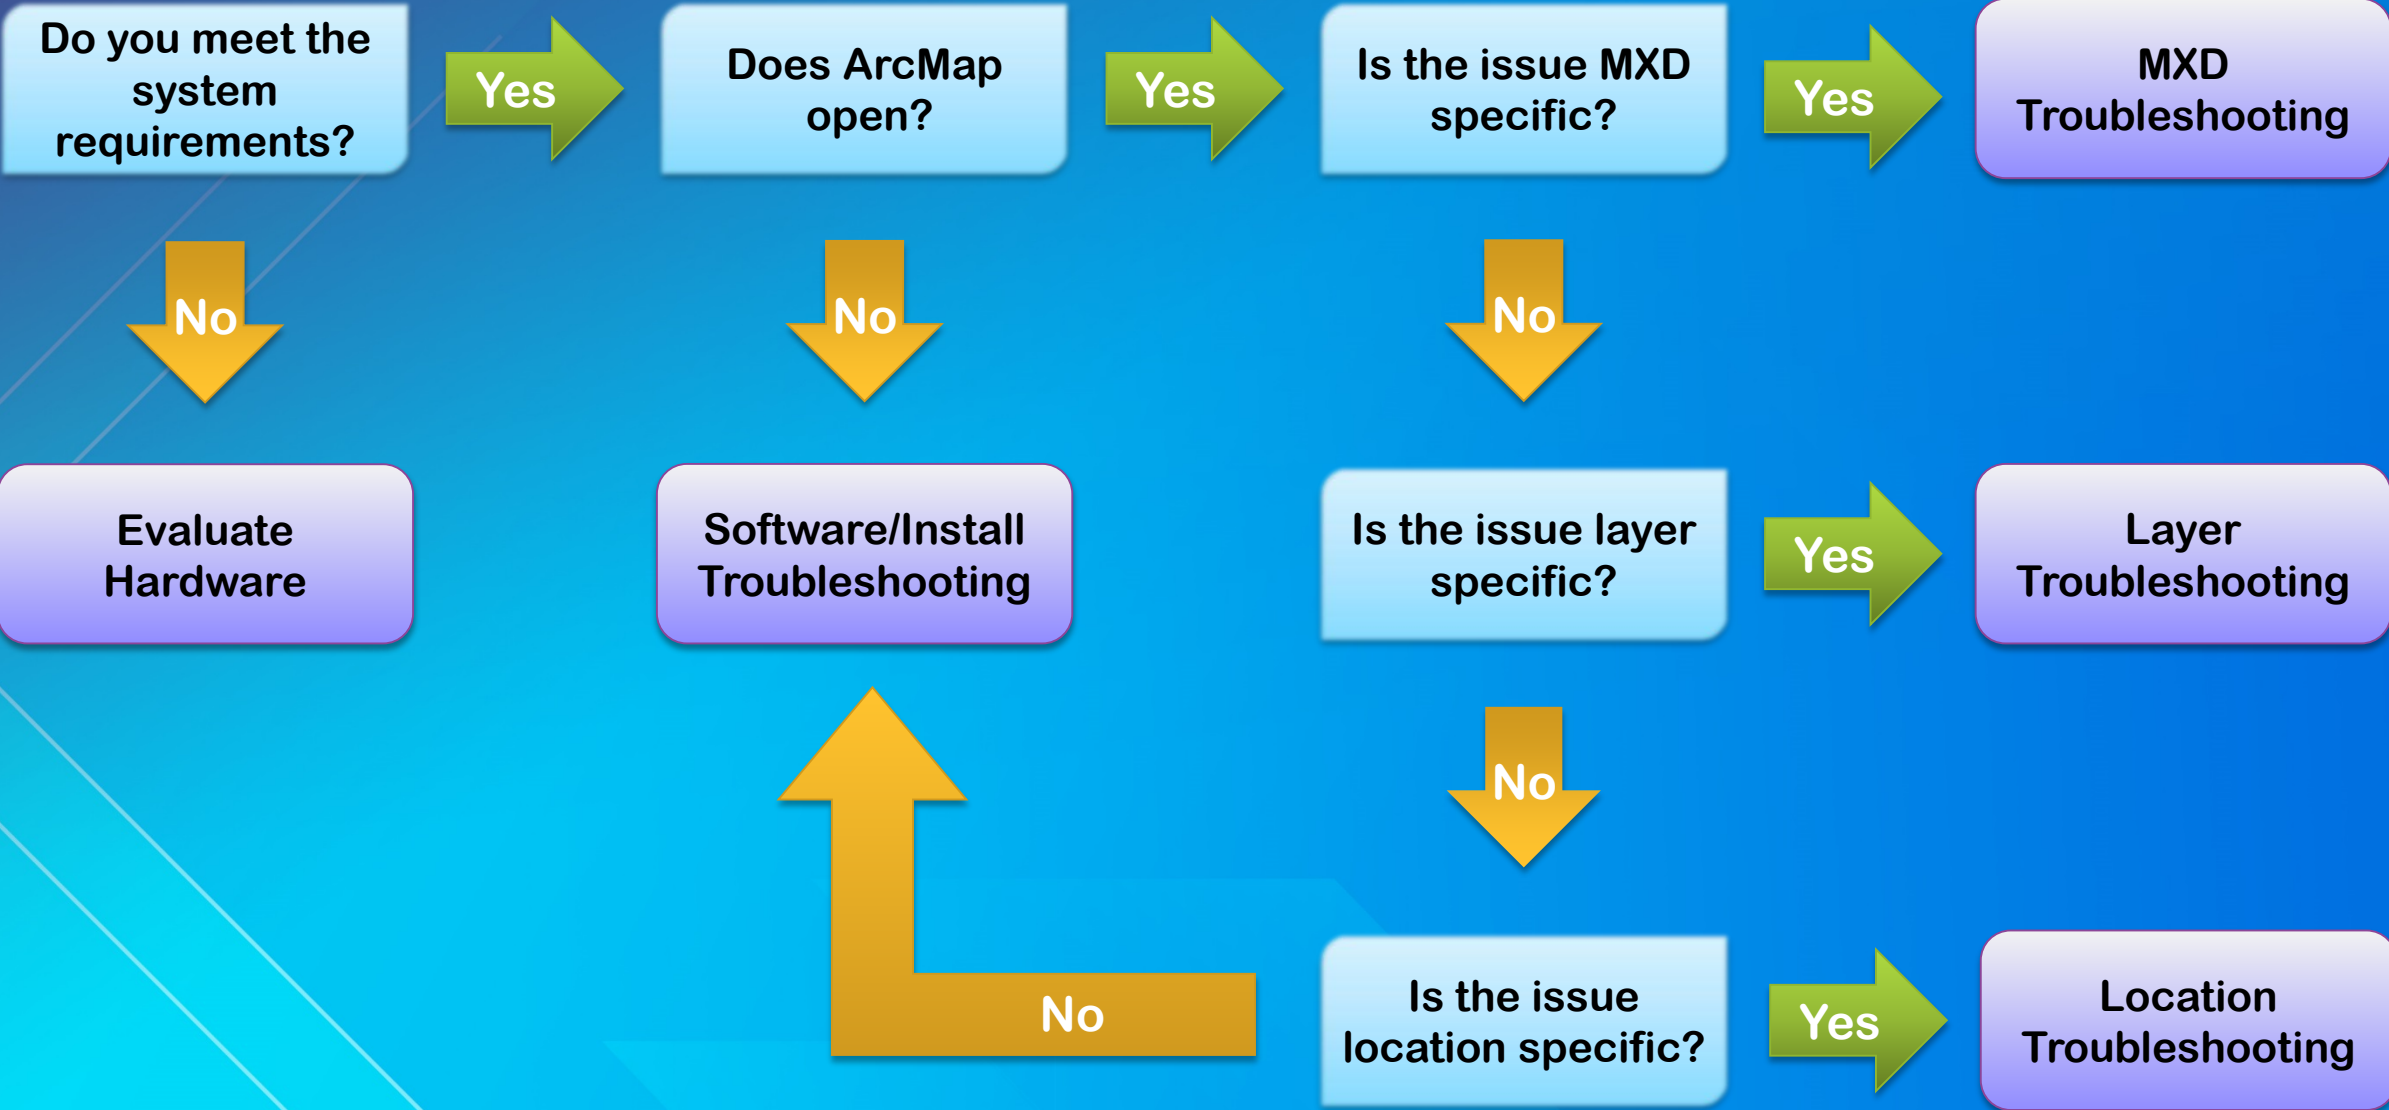 Do you meet the
system
requirements?
Yes
Does ArcMap
open?
Yes
Is the issue MXD
specific?
Yes
MXD
Troubleshooting
No
No
No
Evaluate
Hardware
Software/Install
Troubleshooting
Is the issue layer
specific?
Yes
Layer
Troubleshooting
No
No
Is the issue
location specific?
Yes
Location
Troubleshooting